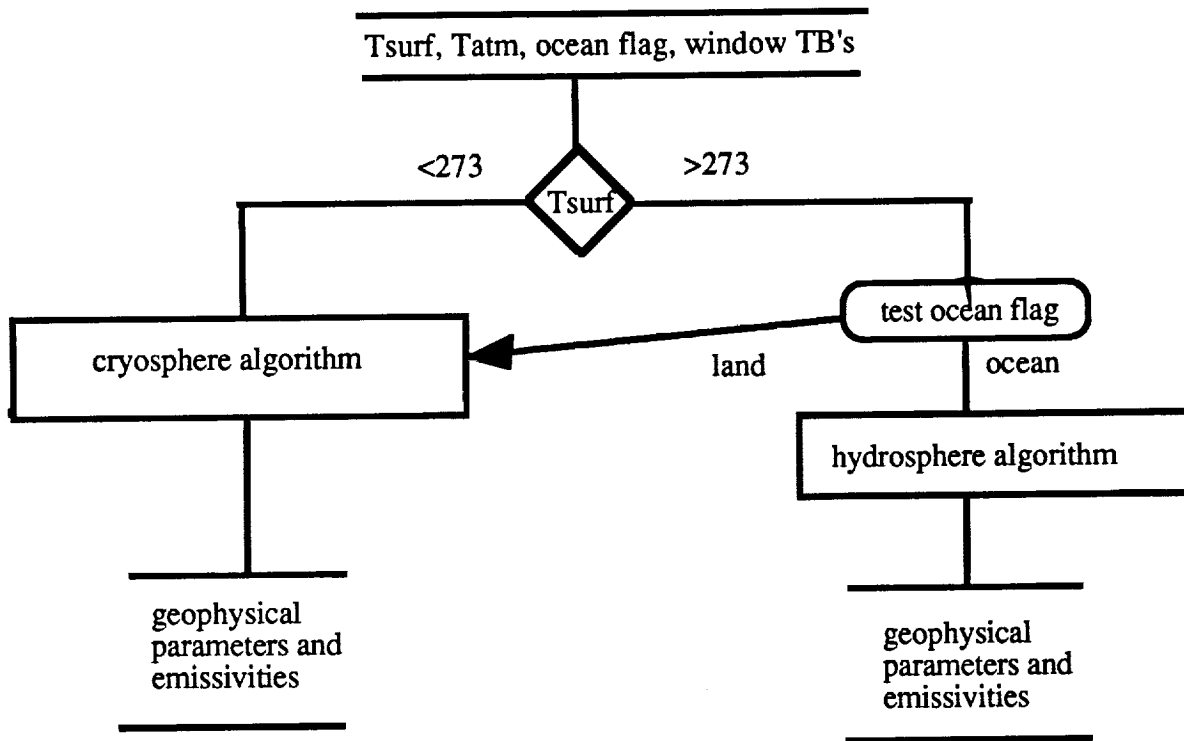 Tsurf, Tatm, ocean flag, window TB's
<273
>273
Tsurf
test ocean flag
cryosphere algorithm
land
ocean
hydrosphere algorithm
geophysical
parameters and
emissivities
geophysical
parameters and
emissivities